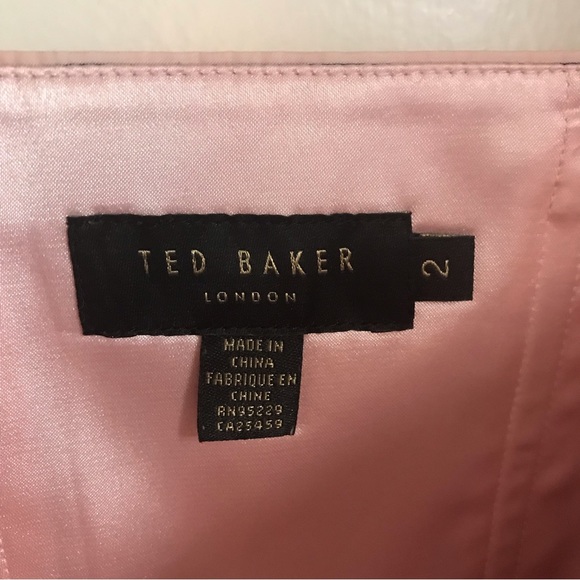 TED BAKER
LONDON
2
MADE IN
CHINA
FABRIQUE EN
CHINE
RN95229
CA25459